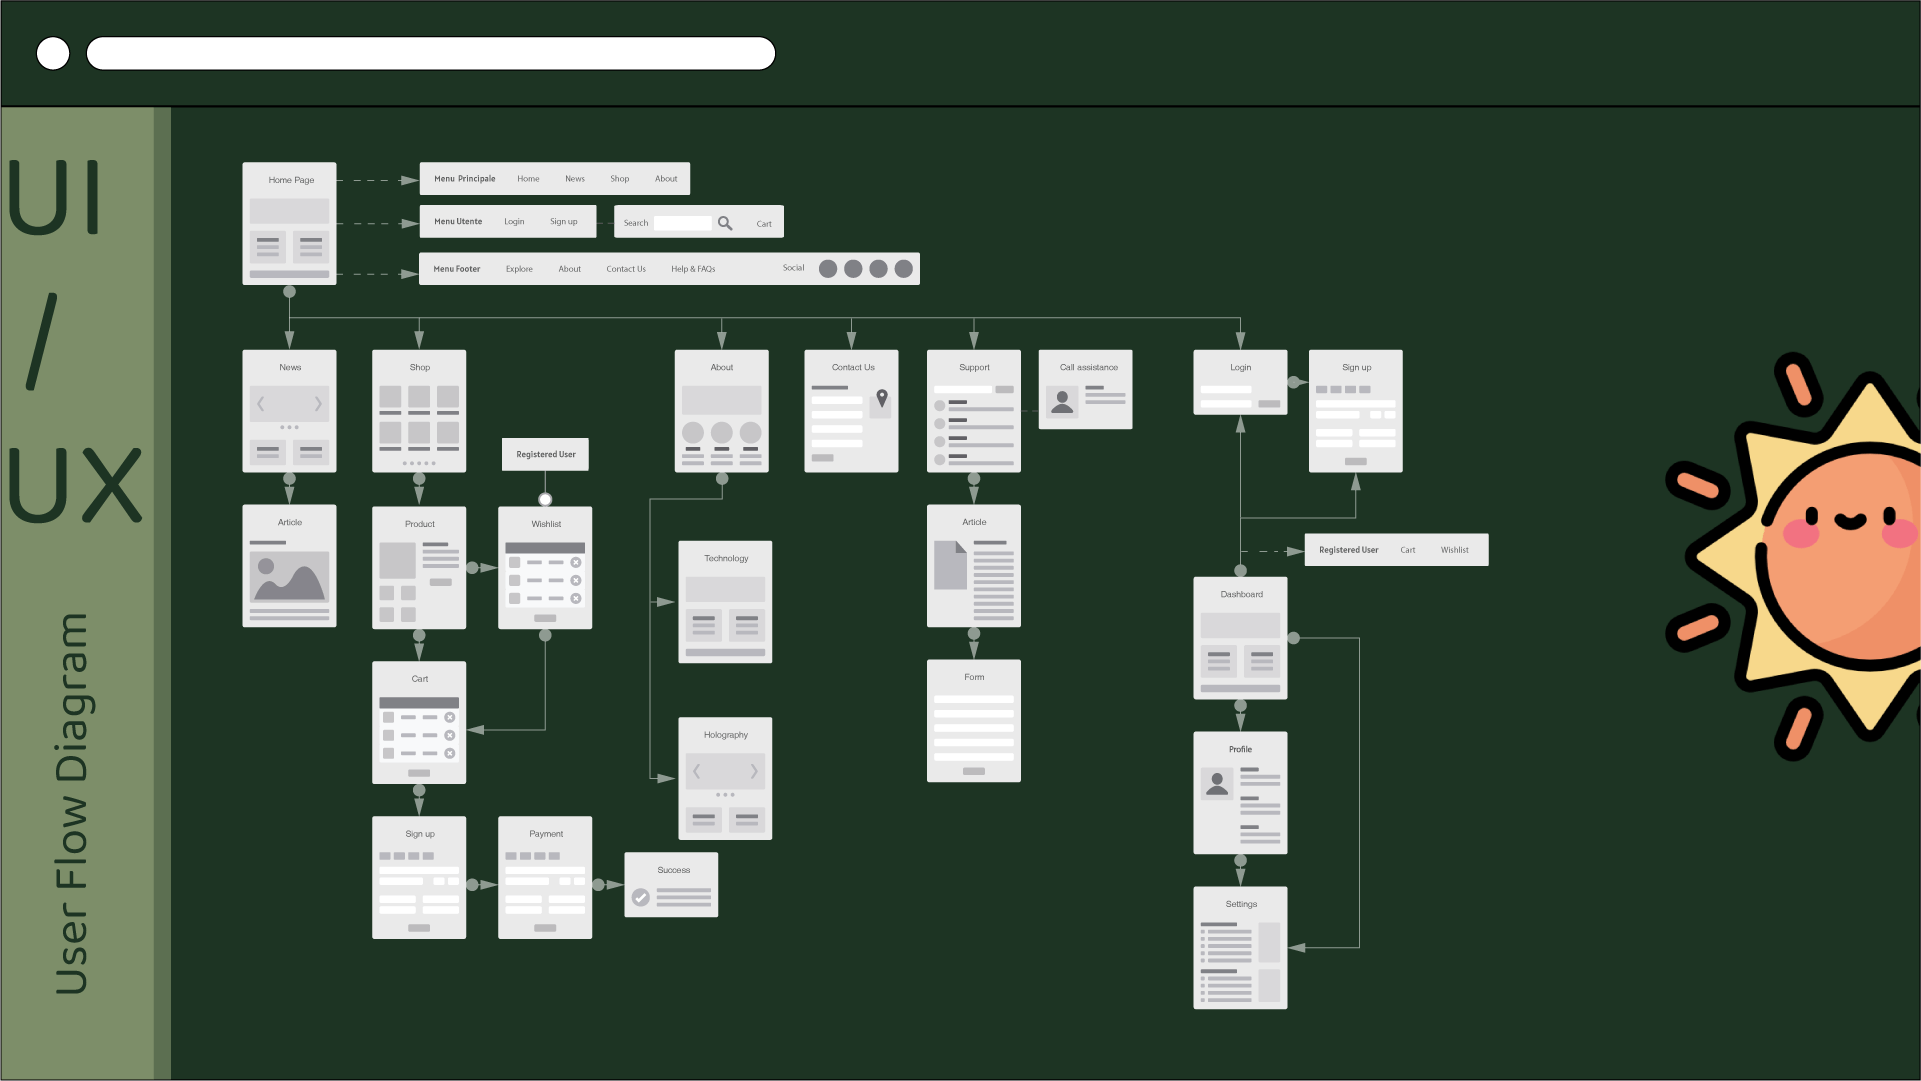 UI
/
UX
User Flow Diagram
Home Page
Menu Principale Home News Shop About
Menu Utente Login Sign up
Search Cart
Menu Footer Explore About Contact Us Help & FAQs Social
News
Shop
About
Contact Us
Support
Call assistance
Login
Sign up
Registered User
Article
Product
Wishlist
Technology
Article
Registered User Cart Wishlist
Dashboard
Cart
Holography
Form
Profile
Sign up
Payment
Success
Settings